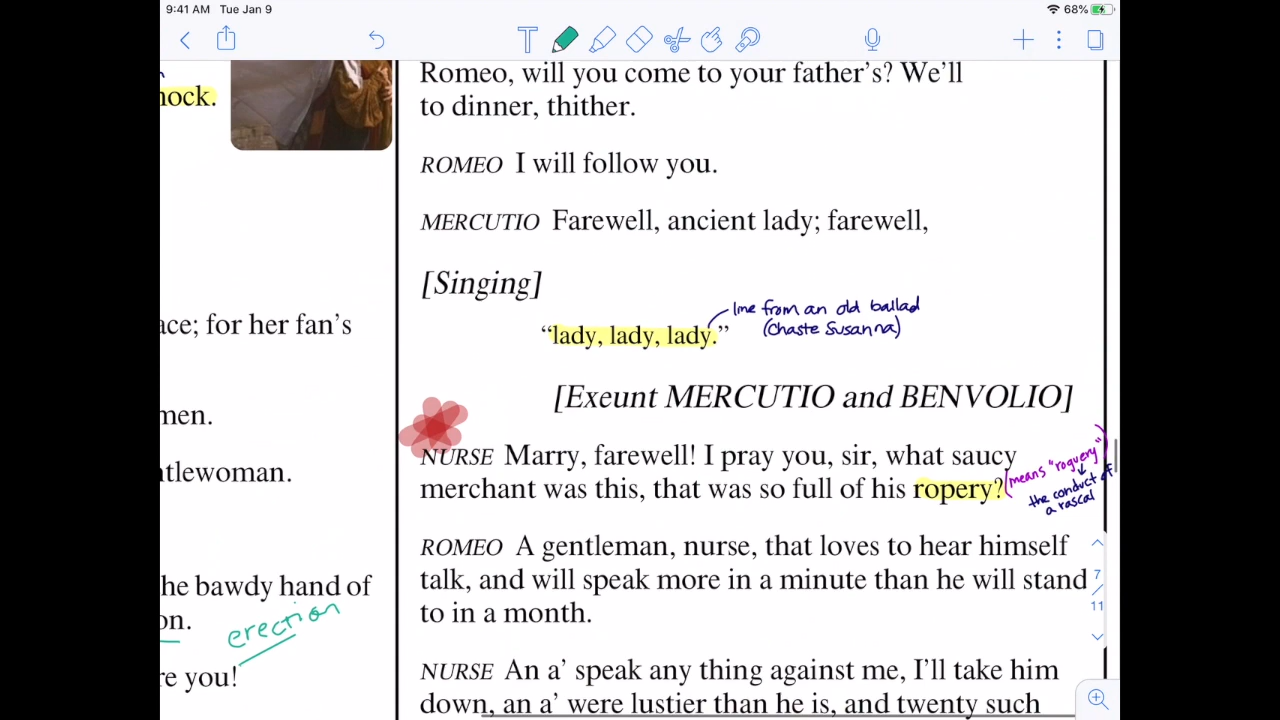 9:41 AM Tue Jan 9
68%
nock.
ace; for her fan's
men.
tlewoman.
he bawdy hand of
on.
erection
re you!
Romeo, will you come to your father's? We'll
to dinner, thither.
ROMEO I will follow you.
MERCUTIO Farewell, ancient lady; farewell,
[Singing]
"lady, lady, lady."
line from an old ballad
(Chaste Susanna)
[Exeunt MERCUTIO and BENVOLIO]
NURSE Marry, farewell! I pray you, sir, what saucy
merchant was this, that was so full of his ropery?
(means "roguery")
the conduct of
a rascal
ROMEO A gentleman, nurse, that loves to hear himself
talk, and will speak more in a minute than he will stand
to in a month.
NURSE An a' speak any thing against me, I'll take him
down, an a' were lustier than he is, and twenty such
7
/
11